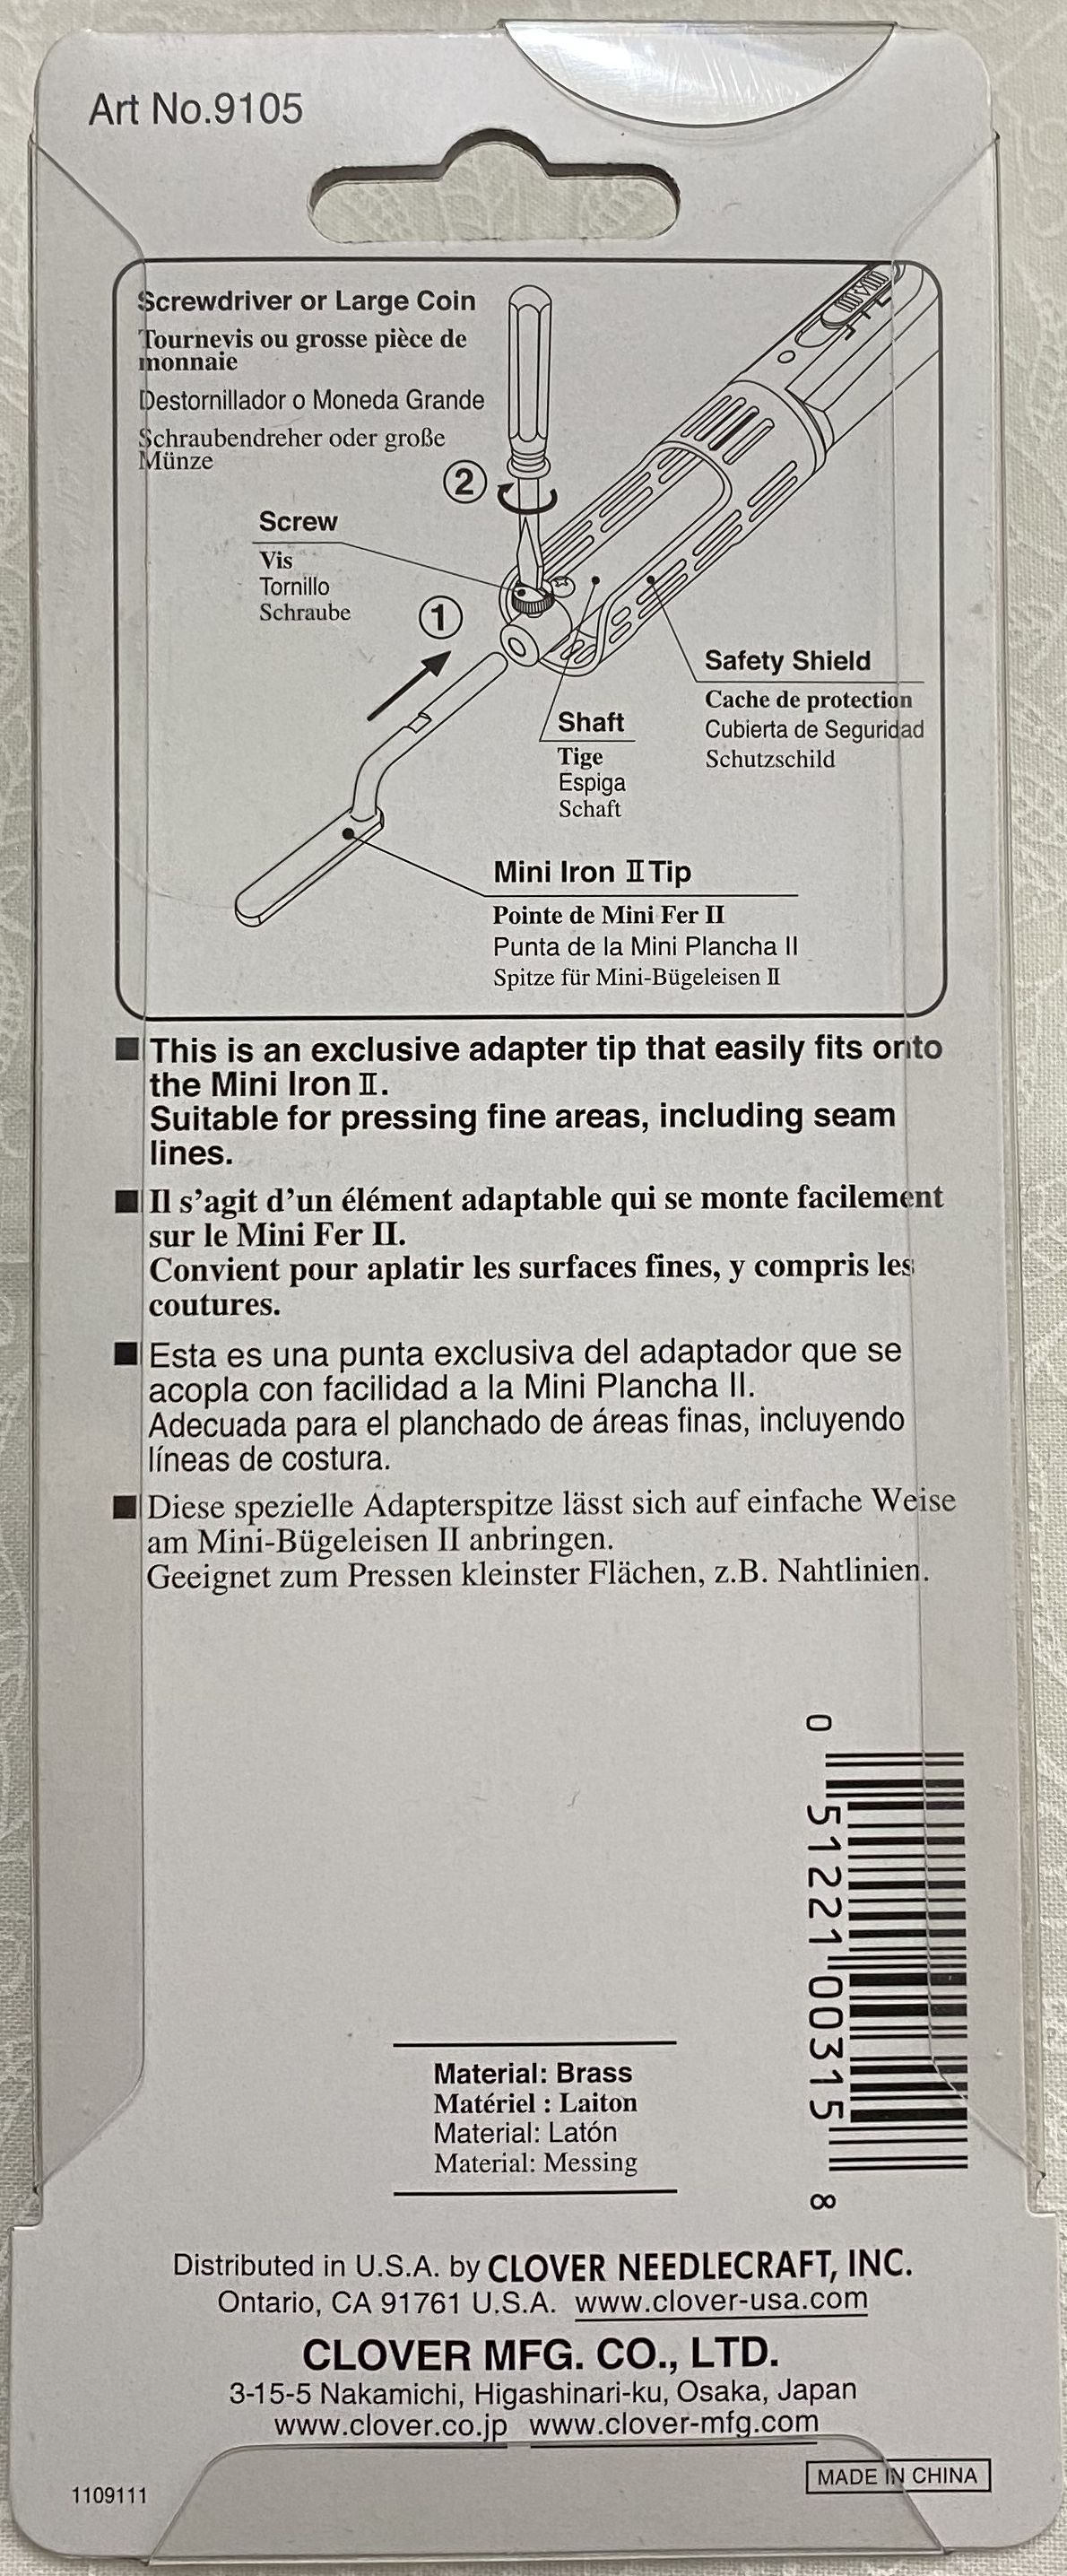 Art No.9105
Screwdriver or Large Coin
Tournevis ou grosse pièce de
monnaie
Destornillador o Moneda Grande
Schraubendreher oder große
Münze
2
Screw
Vis
Tornillo
Schraube
1
Safety Shield
Cache de protection
Cubierta de Seguridad
Schutzschild
Shaft
Tige
Espiga
Schaft
Mini Iron II Tip
Pointe de Mini Fer II
Punta de la Mini Plancha II
Spitze für Mini-Bügeleisen II
■ This is an exclusive adapter tip that easily fits onto
the Mini Iron II.
Suitable for pressing fine areas, including seam
lines.
■ Il s’agit d’un élément adaptable qui se monte facilement
sur le Mini Fer II.
Convient pour aplatir les surfaces fines, y compris les
coutures.
■ Esta es una punta exclusiva del adaptador que se
acopla con facilidad a la Mini Plancha II.
Adecuada para el planchado de áreas finas, incluyendo
líneas de costura.
■ Diese spezielle Adapterspitze lässt sich auf einfache Weise
am Mini-Bügeleisen II anbringen.
Geeignet zum Pressen kleinster Flächen, z.B. Nahtlinien.
0 51221 00315 8
Material: Brass
Matériel : Laiton
Material: Latón
Material: Messing
Distributed in U.S.A. by CLOVER NEEDLECRAFT, INC.
Ontario, CA 91761 U.S.A. www.clover-usa.com
CLOVER MFG. CO., LTD.
3-15-5 Nakamichi, Higashinari-ku, Osaka, Japan
www.clover.co.jp www.clover-mfg.com
MADE IN CHINA
1109111